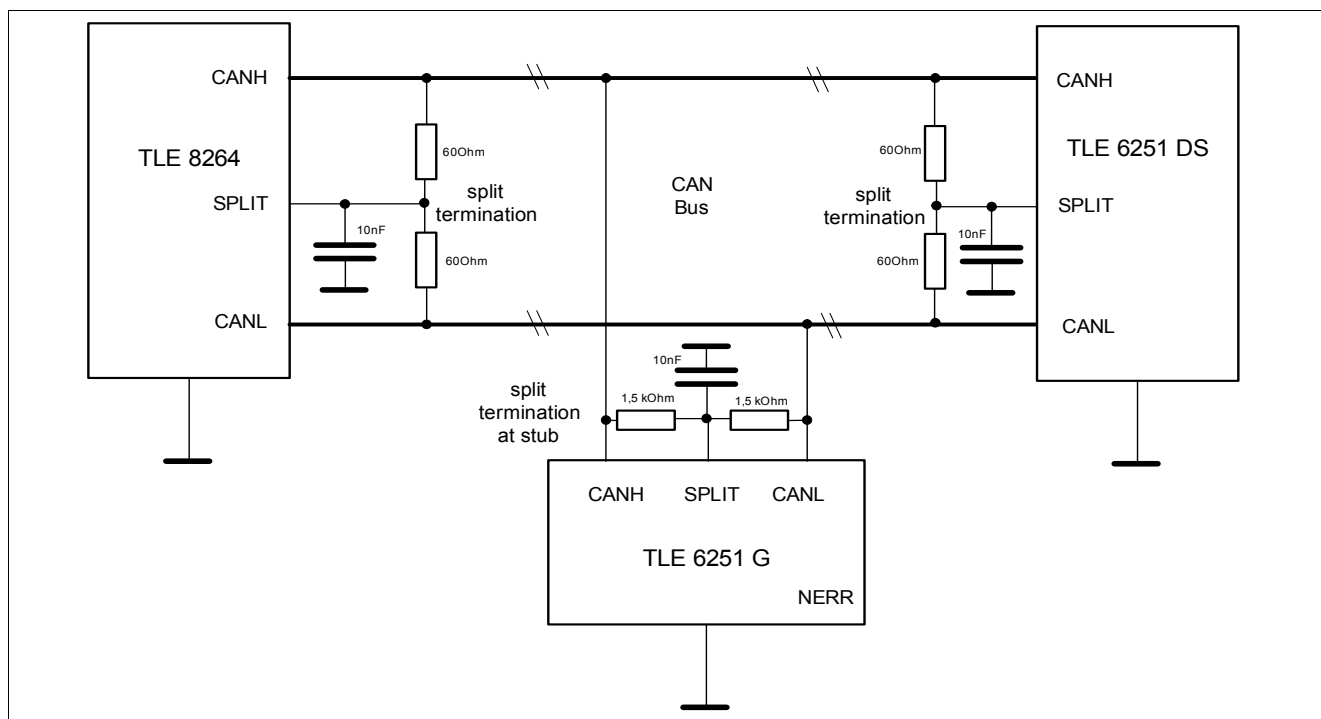 CANH
TLE 8264
SPLIT
CANL
60Ohm
split
termination
10nF
60Ohm
CAN
Bus
60Ohm
split
termination
10nF
60Ohm
CANH
TLE 6251 DS
SPLIT
CANL
10nF
split
termination
at stub
1,5 kOhm
1,5 kOhm
CANH SPLIT CANL
TLE 6251 G
NERR